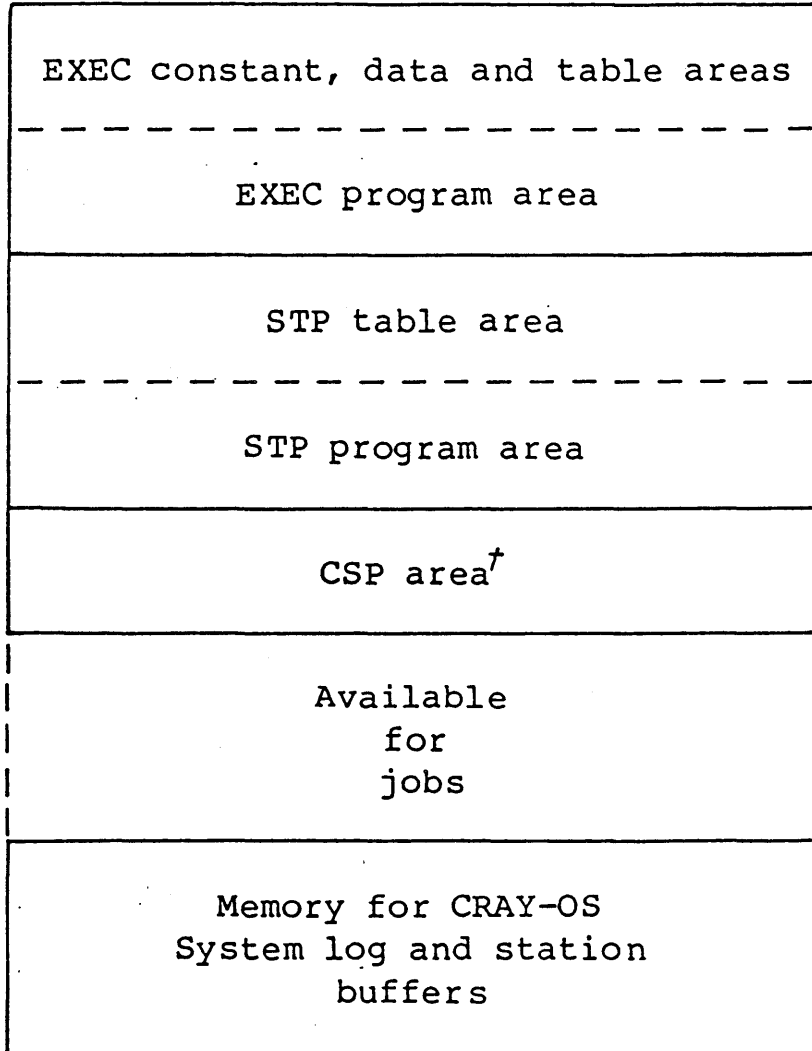 EXEC constant, data and table areas
EXEC program area
STP table area
STP program area
CSP area†
Available
for
jobs
Memory for CRAY-OS
System log and station
buffers